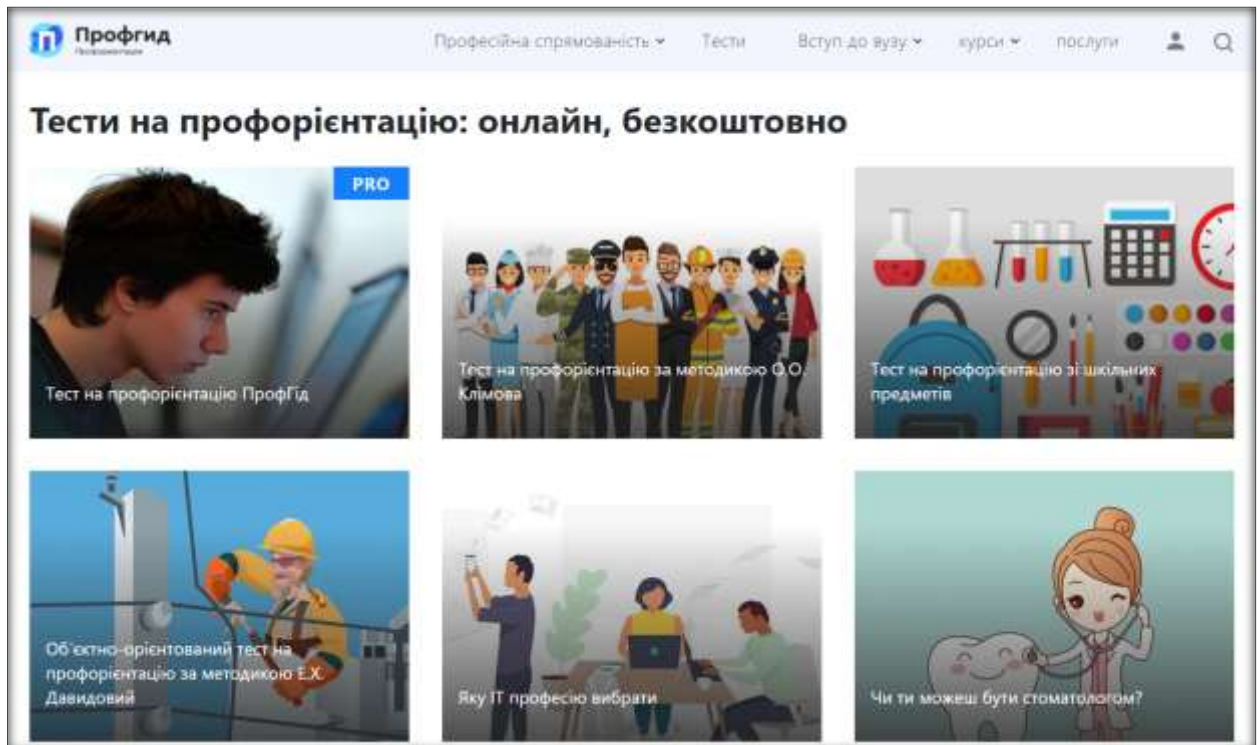 Профгид
Профориентация
Професійна спрямованість Тести Вступ до вузу курси послуги
Тести на профорієнтацію: онлайн, безкоштовно
PRO
Тест на профорієнтацію ПрофГід
Тест на профорієнтацію за методикою О.О.
Клімова
Тест на профорієнтацію зі шкільних
предметів
Об'єктно-орієнтований тест на
профорієнтацію за методикою Е.Х.
Давидовий
Яку IT професію вибрати
Чи ти можеш бути стоматологом?